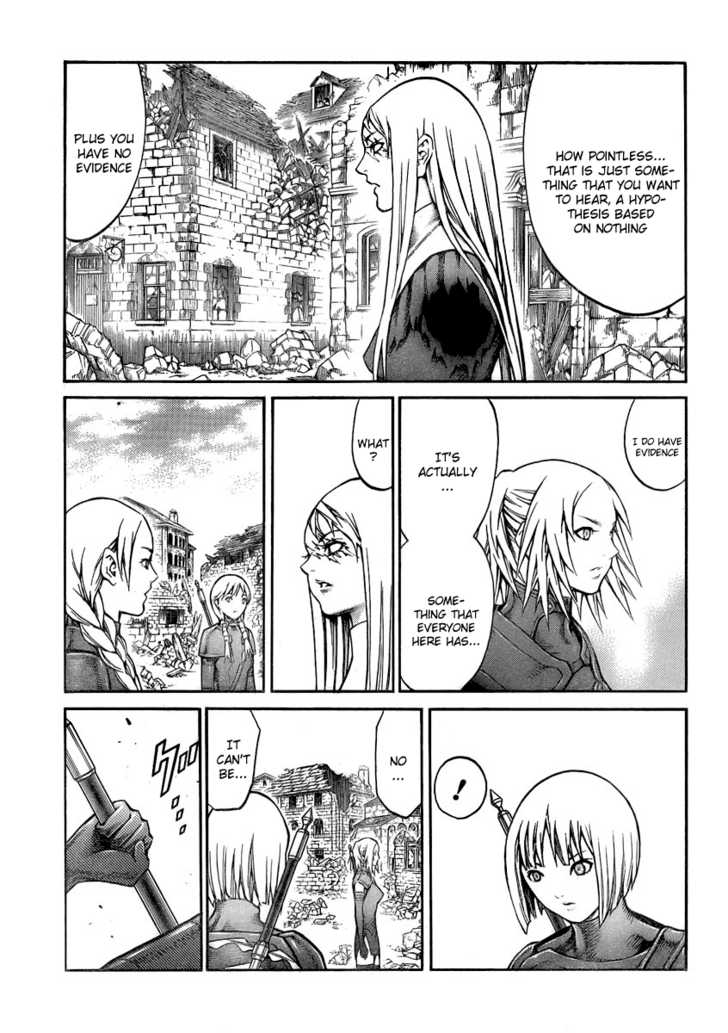 HOW POINTLESS...
THAT IS JUST SOME-
THING THAT YOU WANT
TO HEAR, A HYPO-
THESIS BASED
ON NOTHING
PLUS YOU
HAVE NO
EVIDENCE
I DO HAVE
EVIDENCE
IT'S
ACTUALLY
...
SOME-
THING THAT
EVERYONE
HERE HAS...
WHAT
?
!
NO
...
IT
CAN'T
BE...